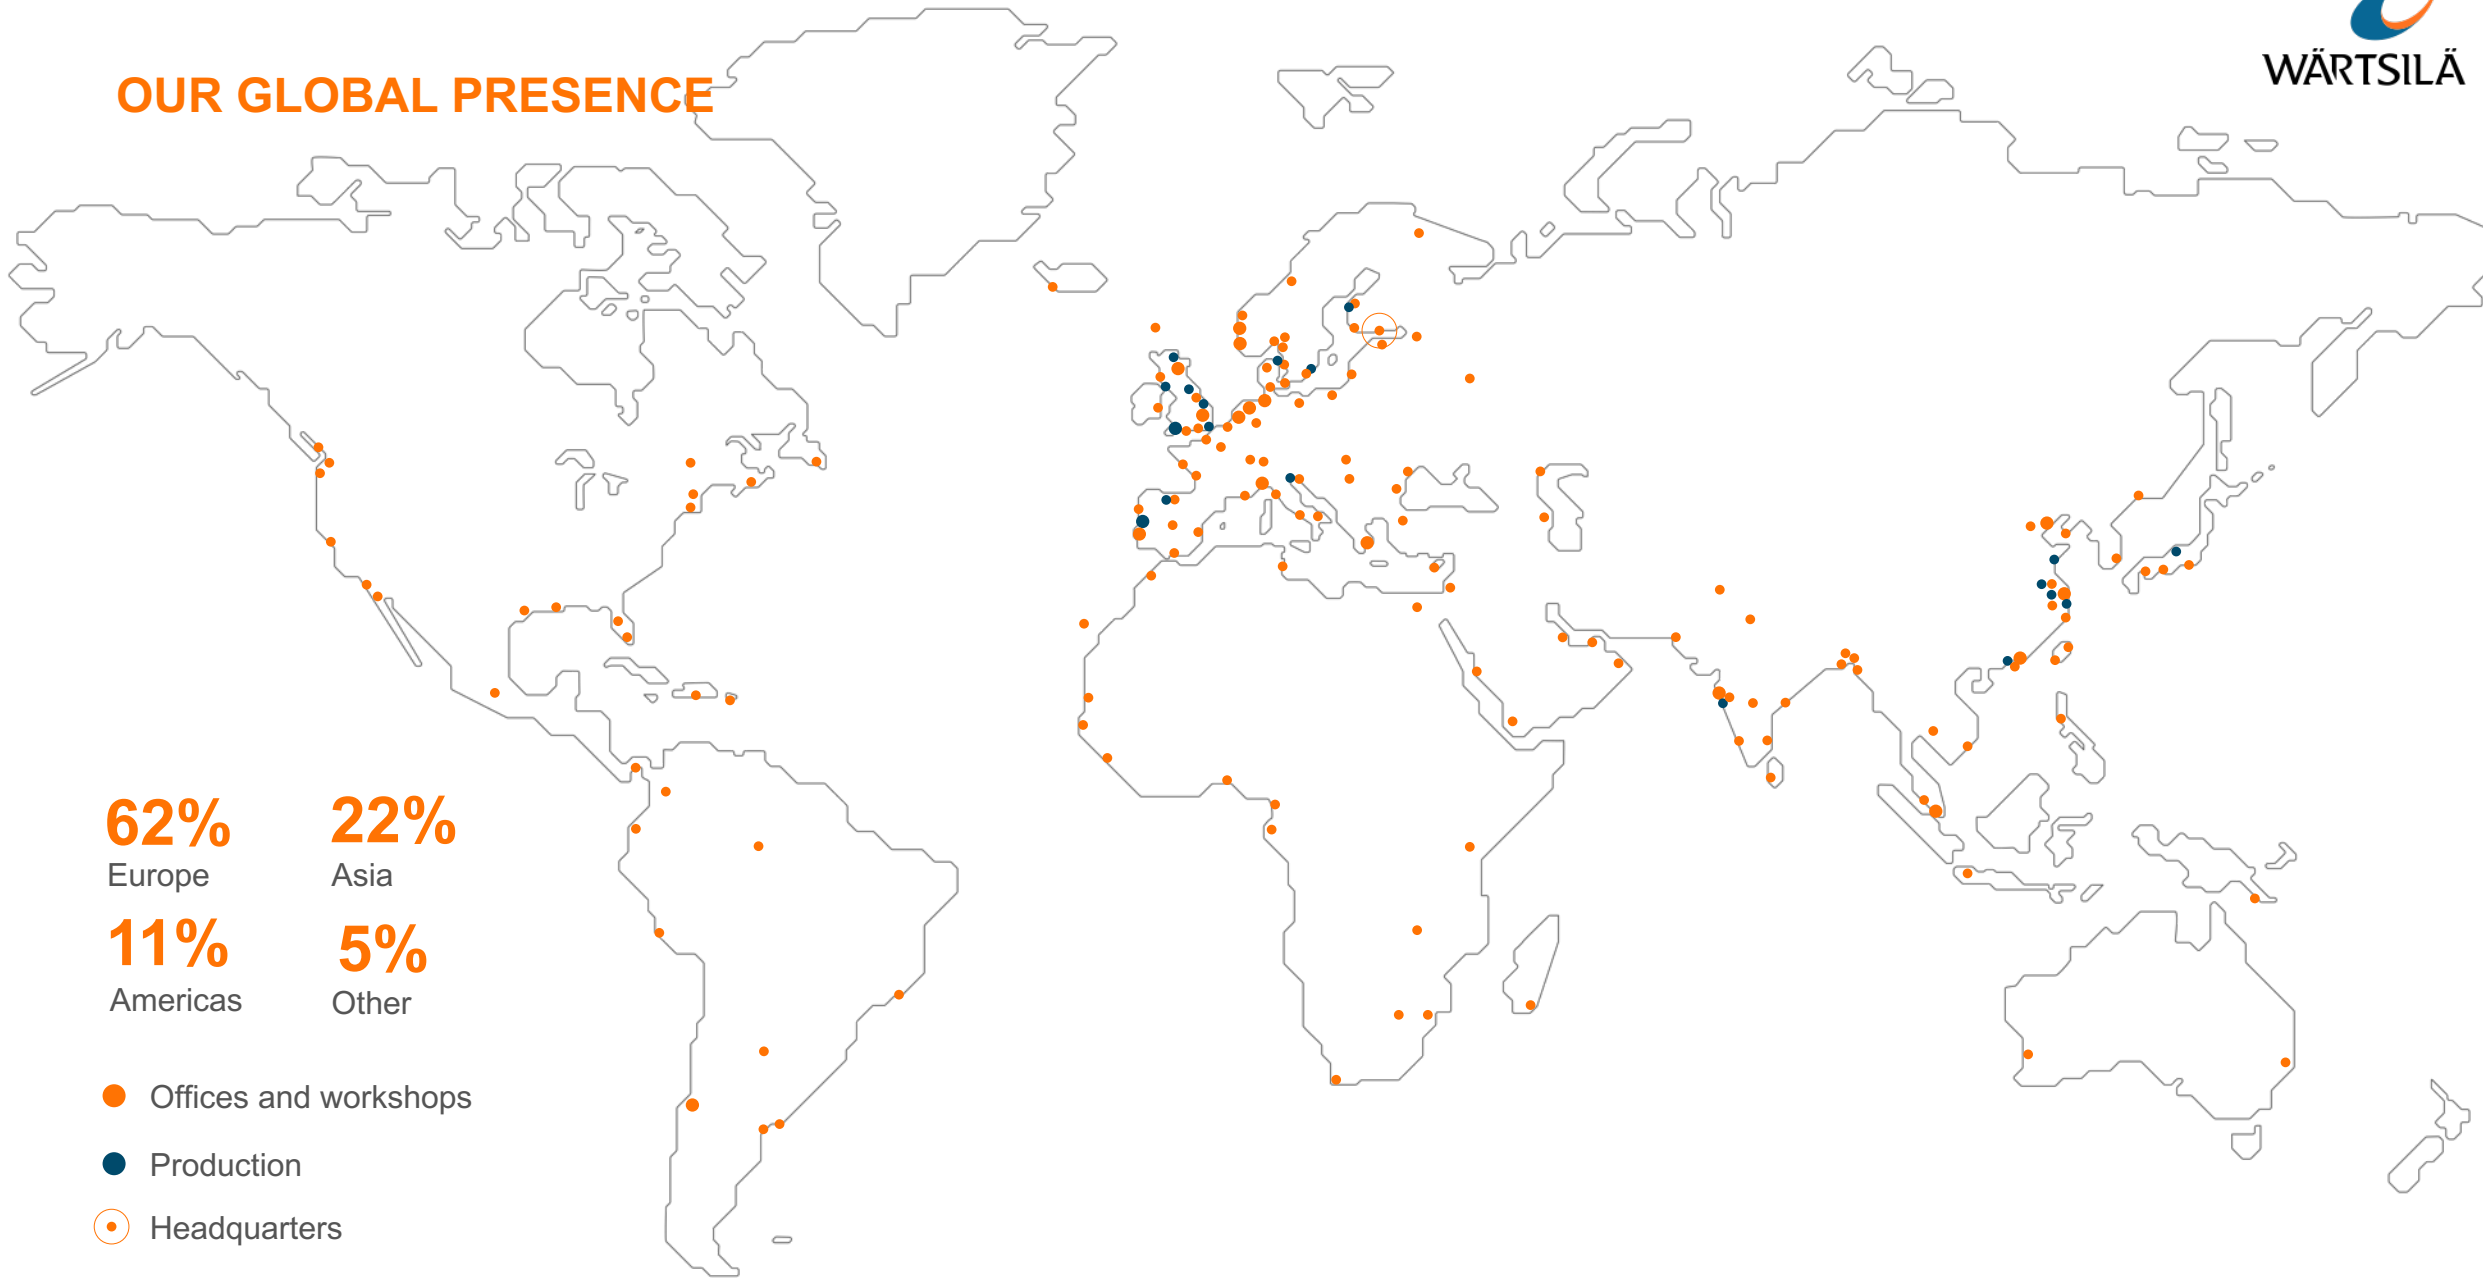 WÄRTSILÄ
OUR GLOBAL PRESENCE
62%
Europe
22%
Asia
11%
Americas
5%
Other
Offices and workshops
Production
Headquarters